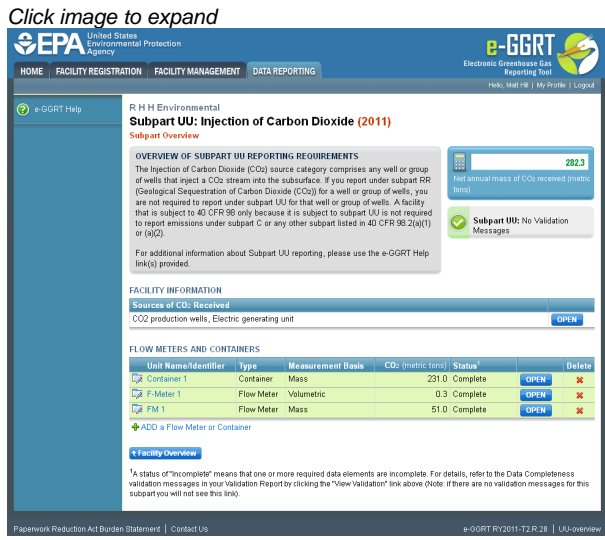 Click image to expand
EPA United States Environmental Protection Agency
e-GGRT
Electronic Greenhouse Gas
Reporting Tool
HOME FACILITY REGISTRATION FACILITY MANAGEMENT DATA REPORTING
Hello, Matt Hill | My Profile | Logout
e-GGRT Help
R H H Environmental
Subpart UU: Injection of Carbon Dioxide (2011)
Subpart Overview
OVERVIEW OF SUBPART UU REPORTING REQUIREMENTS
The Injection of Carbon Dioxide (CO2) source category comprises any well or group
of wells that inject a CO2 stream into the subsurface. If you report under subpart RR
(Geological Sequestration of Carbon Dioxide (CO2)) for a well or group of wells, you
are not required to report under subpart UU for that well or group of wells. A facility
that is subject to 40 CFR 98 only because it is subject to subpart UU is not required
to report emissions under subpart C or any other subpart listed in 40 CFR 98.2(a)(1)
or (a)(2).
For additional information about Subpart UU reporting, please use the e-GGRT Help
link(s) provided.
282.3
Net annual mass of CO2 received (metric
tons)
Subpart UU: No Validation
Messages
FACILITY INFORMATION
Sources of CO2 Received
CO2 production wells, Electric generating unit OPEN
FLOW METERS AND CONTAINERS
Unit Name/Identifier Type Measurement Basis CO2 (metric tons) Status1 Delete
Container 1 Container Mass 231.0 Complete OPEN
F-Meter 1 Flow Meter Volumetric 0.3 Complete OPEN
FM 1 Flow Meter Mass 51.0 Complete OPEN
ADD a Flow Meter or Container
Facility Overview
1A status of "Incomplete" means that one or more required data elements are incomplete. For details, refer to the Data Completeness
validation messages in your Validation Report by clicking the "View Validation" link above (Note: if there are no validation messages for this
subpart you will not see this link).
Paperwork Reduction Act Burden Statement | Contact Us
e-GGRT RY2011-T2.R.28 | UU-overview